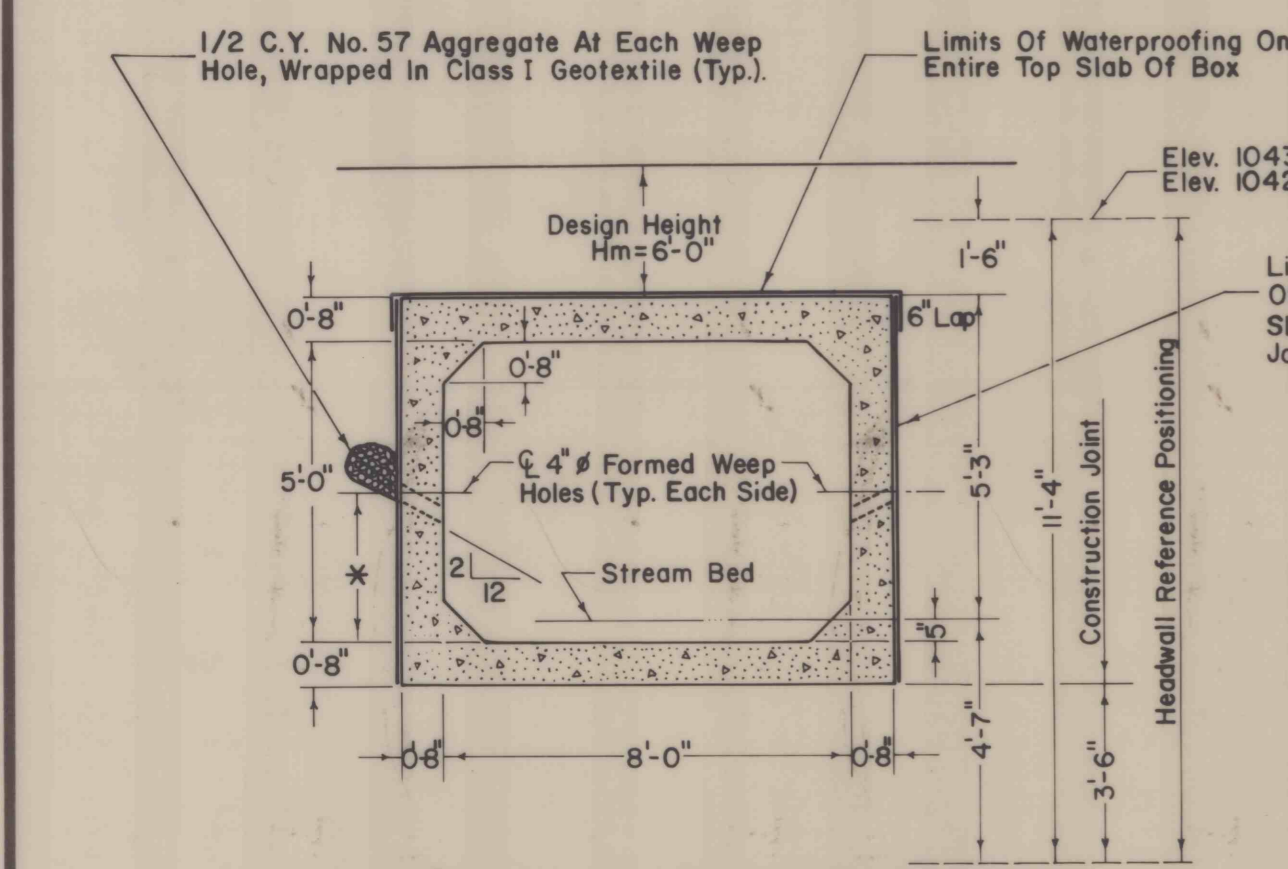 1/2 C.Y. No. 57 Aggregate At Each Weep
Hole, Wrapped In Class I Geotextile (Typ.).
Limits Of Waterproofing On
Entire Top Slab Of Box
Elev. 1043
Elev. 1042
Design Height
Hm=6'-0"
1'-6"
0'-8"
6" Lap
0'-8"
0'-8"
5'-0"
℄ 4" ø Formed Weep
Holes (Typ. Each Side)
5'-3"
11'-4"
Construction Joint
Headwall Reference Positioning
*
2
12
Stream Bed
5"
0'-8"
4'-7"
3'-6"
0'-8"
8'-0"
0'-8"